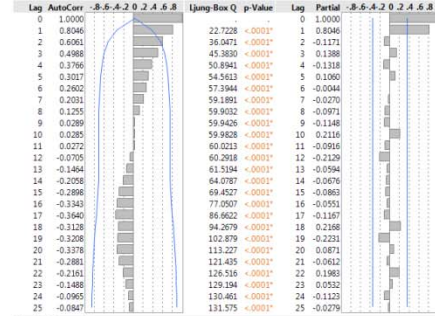 Lag AutoCorr -.8-.6-.4-.2 0 .2 .4 .6 .8 Ljung-Box Q p-Value Lag Partial -.8-.6-.4-.2 0 .2 .4 .6 .8
0 1.0000 . . 0 1.0000
1 0.8046 22.7228 <.0001* 1 0.8046
2 0.6061 36.0471 <.0001* 2 -0.1171
3 0.4988 45.3830 <.0001* 3 0.1388
4 0.3766 50.8941 <.0001* 4 -0.1318
5 0.3017 54.5613 <.0001* 5 0.1060
6 0.2602 57.3944 <.0001* 6 -0.0044
7 0.2031 59.1891 <.0001* 7 -0.0270
8 0.1255 59.9032 <.0001* 8 -0.0971
9 0.0289 59.9426 <.0001* 9 -0.1148
10 0.0285 59.9828 <.0001* 10 0.2116
11 0.0272 60.0213 <.0001* 11 -0.0916
12 -0.0705 60.2918 <.0001* 12 -0.2129
13 -0.1464 61.5194 <.0001* 13 -0.0594
14 -0.2058 64.0787 <.0001* 14 -0.0676
15 -0.2898 69.4527 <.0001* 15 -0.0863
16 -0.3343 77.0507 <.0001* 16 -0.0551
17 -0.3640 86.6622 <.0001* 17 -0.1167
18 -0.3128 94.2679 <.0001* 18 0.2168
19 -0.3208 102.879 <.0001* 19 -0.2231
20 -0.3378 113.227 <.0001* 20 0.0871
21 -0.2881 121.435 <.0001* 21 -0.0612
22 -0.2161 126.516 <.0001* 22 0.1983
23 -0.1488 129.194 <.0001* 23 0.0532
24 -0.0965 130.461 <.0001* 24 -0.1123
25 -0.0847 131.575 <.0001* 25 -0.0279